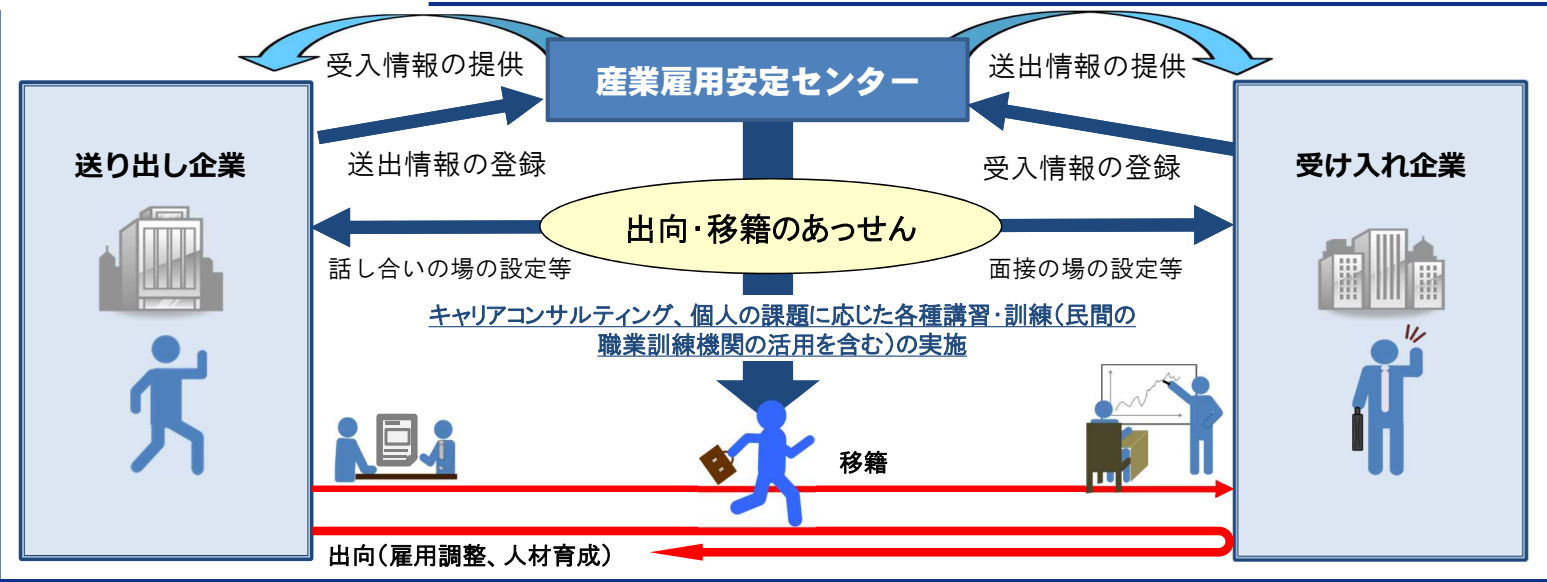 受入情報の提供
産業雇用安定センター
送出情報の提供
送り出し企業
送出情報の登録
受入情報の登録
受け入れ企業
出向・移籍のあっせん
話し合いの場の設定等
面接の場の設定等
キャリアコンサルティング、個人の課題に応じた各種講習・訓練(民間の
職業訓練機関の活用を含む)の実施
移籍
出向(雇用調整、人材育成)